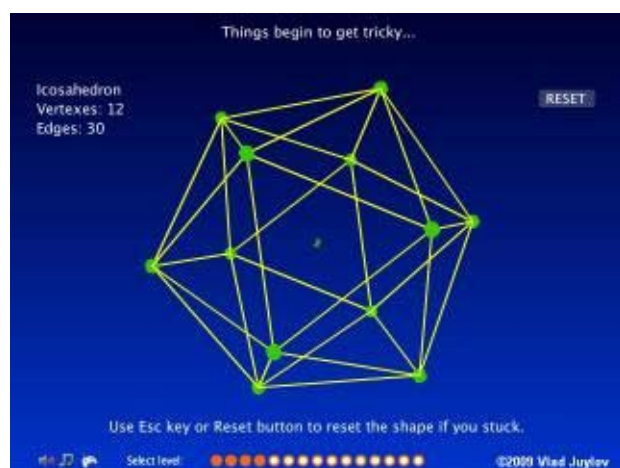 Things begin to get tricky...
Icosahedron
Vertexes: 12
Edges: 30
RESET
Use Esc key or Reset button to reset the shape if you stuck.
Select level:
©2009 Vlad Juylov